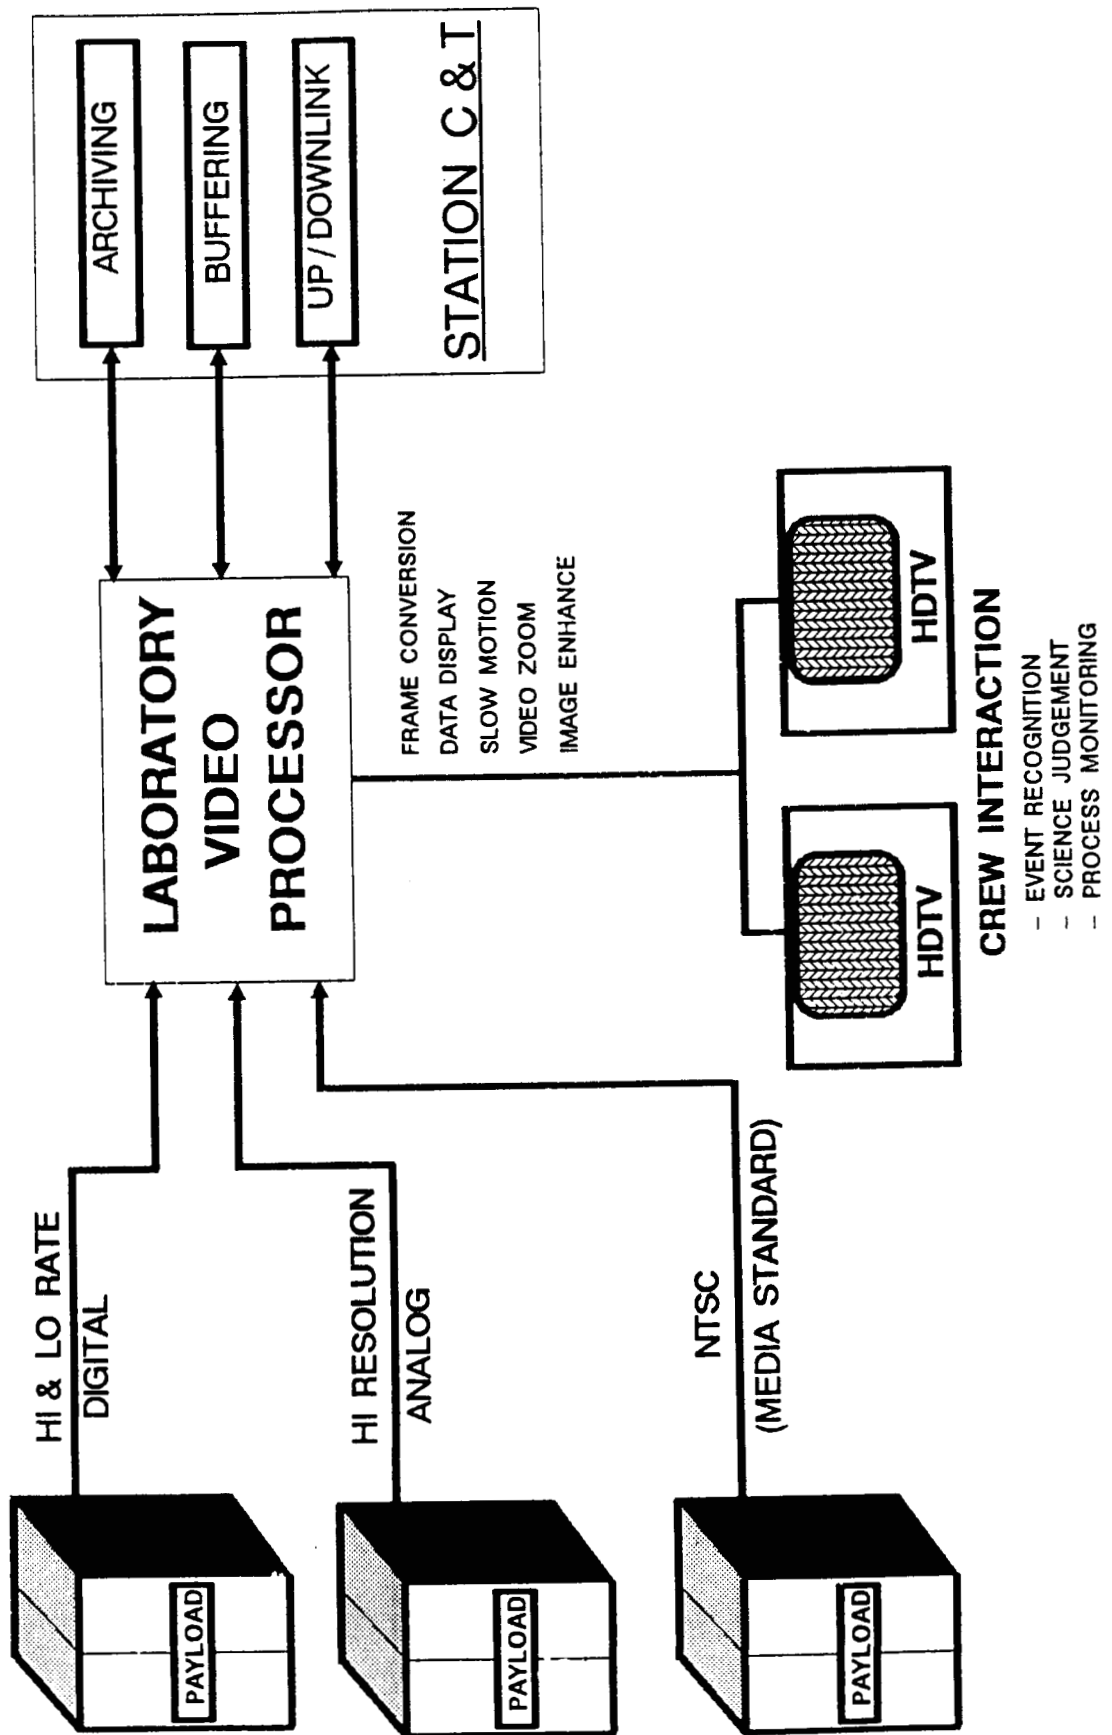 HI & LO RATE
DIGITAL
HI RESOLUTION
ANALOG
NTSC
(MEDIA STANDARD)
PAYLOAD
PAYLOAD
PAYLOAD
LABORATORY
VIDEO
PROCESSOR
FRAME CONVERSION
DATA DISPLAY
SLOW MOTION
VIDEO ZOOM
IMAGE ENHANCE
ARCHIVING
BUFFERING
UP / DOWNLINK
STATION C & T
HDTV
HDTV
CREW INTERACTION
- EVENT RECOGNITION
- SCIENCE JUDGEMENT
- PROCESS MONITORING